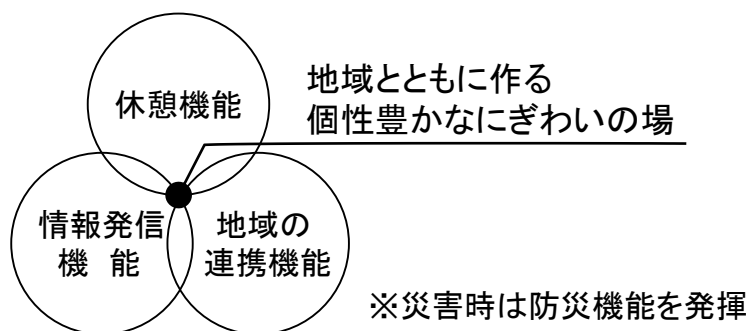 休憩機能
地域とともに作る
個性豊かなにぎわいの場
情報発信
機　能
地域の
連携機能
※災害時は防災機能を発揮